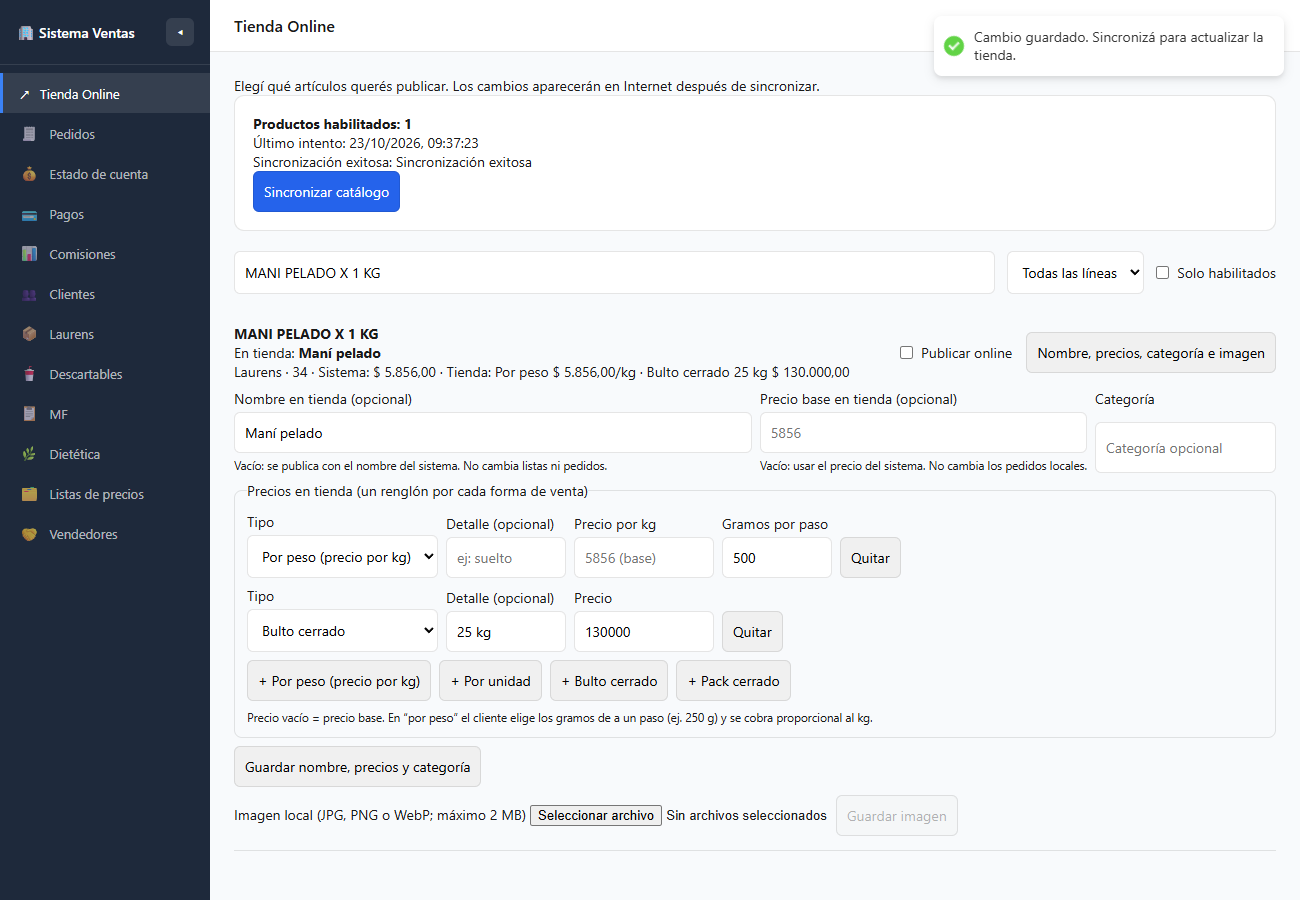 Sistema Ventas
Tienda Online
Pedidos
Estado de cuenta
Pagos
Comisiones
Clientes
Laurens
Descartables
MF
Dietética
Listas de precios
Vendedores
Tienda Online
Cambio guardado. Sincronizá para actualizar la
tienda.
Elegí qué artículos querés publicar. Los cambios aparecerán en Internet después de sincronizar.
Productos habilitados: 1
Último intento: 23/10/2026, 09:37:23
Sincronización exitosa: Sincronización exitosa
Sincronizar catálogo
MANI PELADO X 1 KG
Todas las líneas
Solo habilitados
MANI PELADO X 1 KG
En tienda: Maní pelado
Laurens · 34 · Sistema: $ 5.856,00 · Tienda: Por peso $ 5.856,00/kg · Bulto cerrado 25 kg $ 130.000,00
Publicar online
Nombre, precios, categoría e imagen
Nombre en tienda (opcional)
Maní pelado
Vacío: se publica con el nombre del sistema. No cambia listas ni pedidos.
Precio base en tienda (opcional)
5856
Vacío: usar el precio del sistema. No cambia los pedidos locales.
Categoría
Categoría opcional
Precios en tienda (un renglón por cada forma de venta)
Tipo
Por peso (precio por kg)
Detalle (opcional)
ej: suelto
Precio por kg
5856 (base)
Gramos por paso
500
Quitar
Tipo
Bulto cerrado
Detalle (opcional)
25 kg
Precio
130000
Quitar
+ Por peso (precio por kg)
+ Por unidad
+ Bulto cerrado
+ Pack cerrado
Precio vacío = precio base. En “por peso” el cliente elige los gramos de a un paso (ej. 250 g) y se cobra proporcional al kg.
Guardar nombre, precios y categoría
Imagen local (JPG, PNG o WebP; máximo 2 MB)
Seleccionar archivo
Sin archivos seleccionados
Guardar imagen